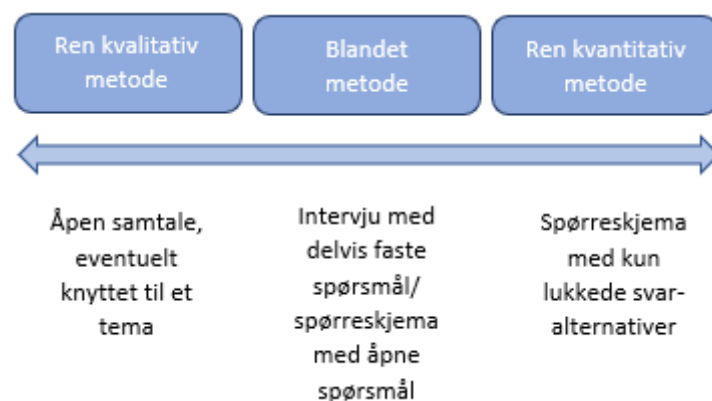 Ren kvalitativ
metode
Blandet
metode
Ren kvantitativ
metode
Åpen samtale,
eventuelt
knyttet til et
tema
Intervju med
delvis faste
spørsmål/
spørreskjema
med åpne
spørsmål
Spørreskjema
med kun
lukkede svar-
alternativer